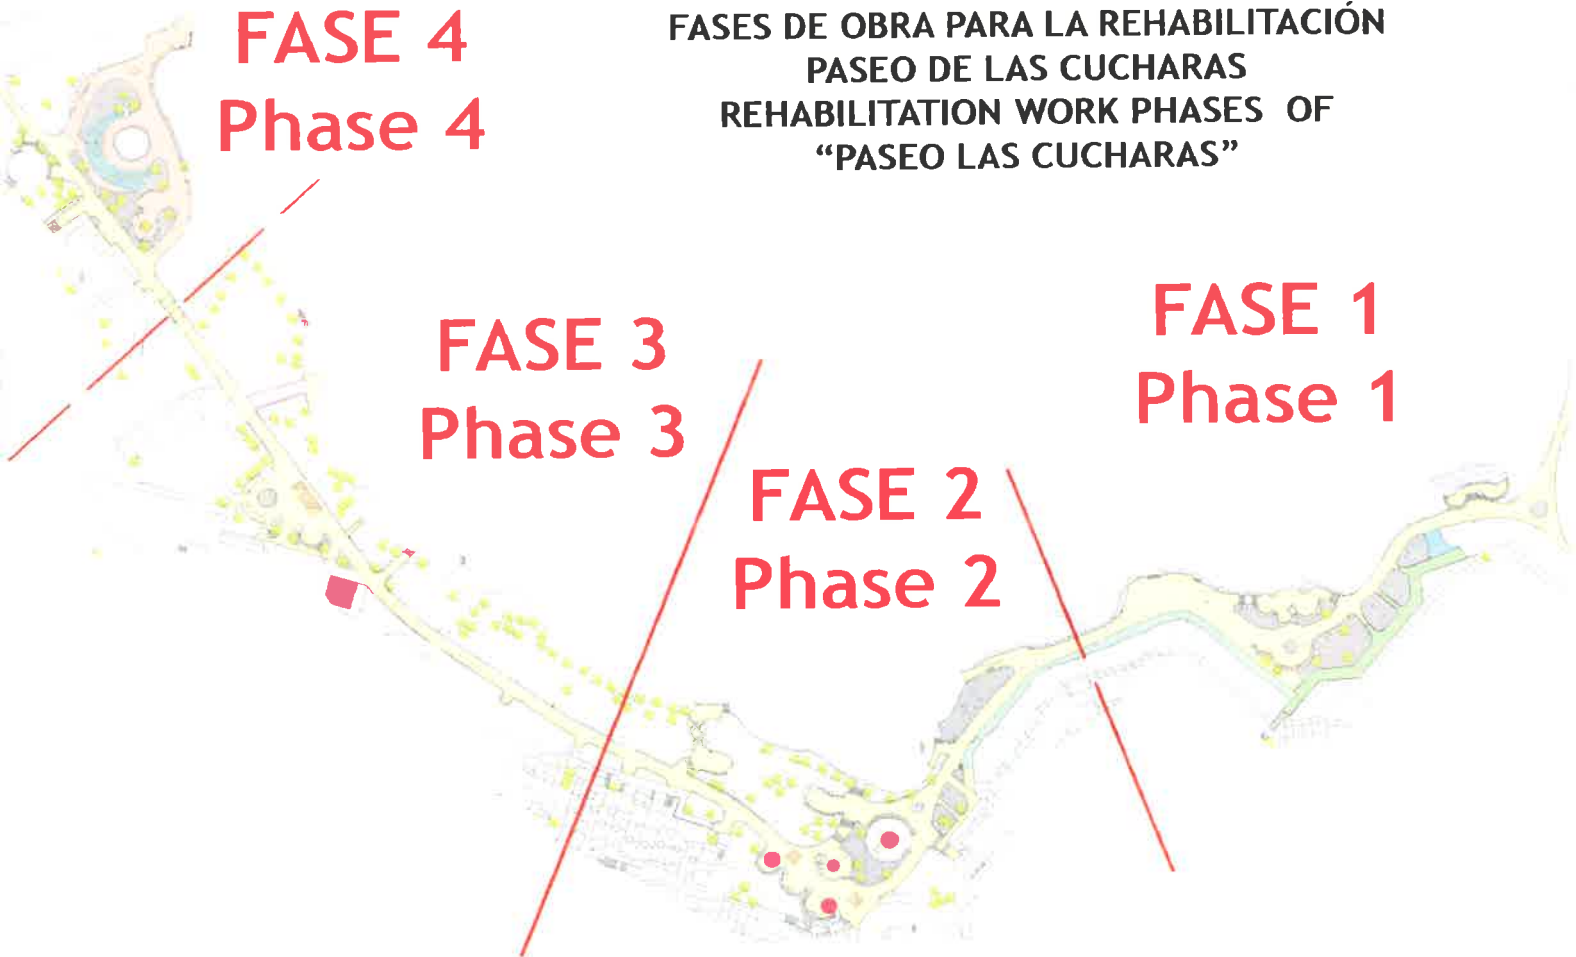 FASES DE OBRA PARA LA REHABILITACIÓN
PASEO DE LAS CUCHARAS
REHABILITATION WORK PHASES OF
“PASEO LAS CUCHARAS”
FASE 4
Phase 4
FASE 3
Phase 3
FASE 2
Phase 2
FASE 1
Phase 1